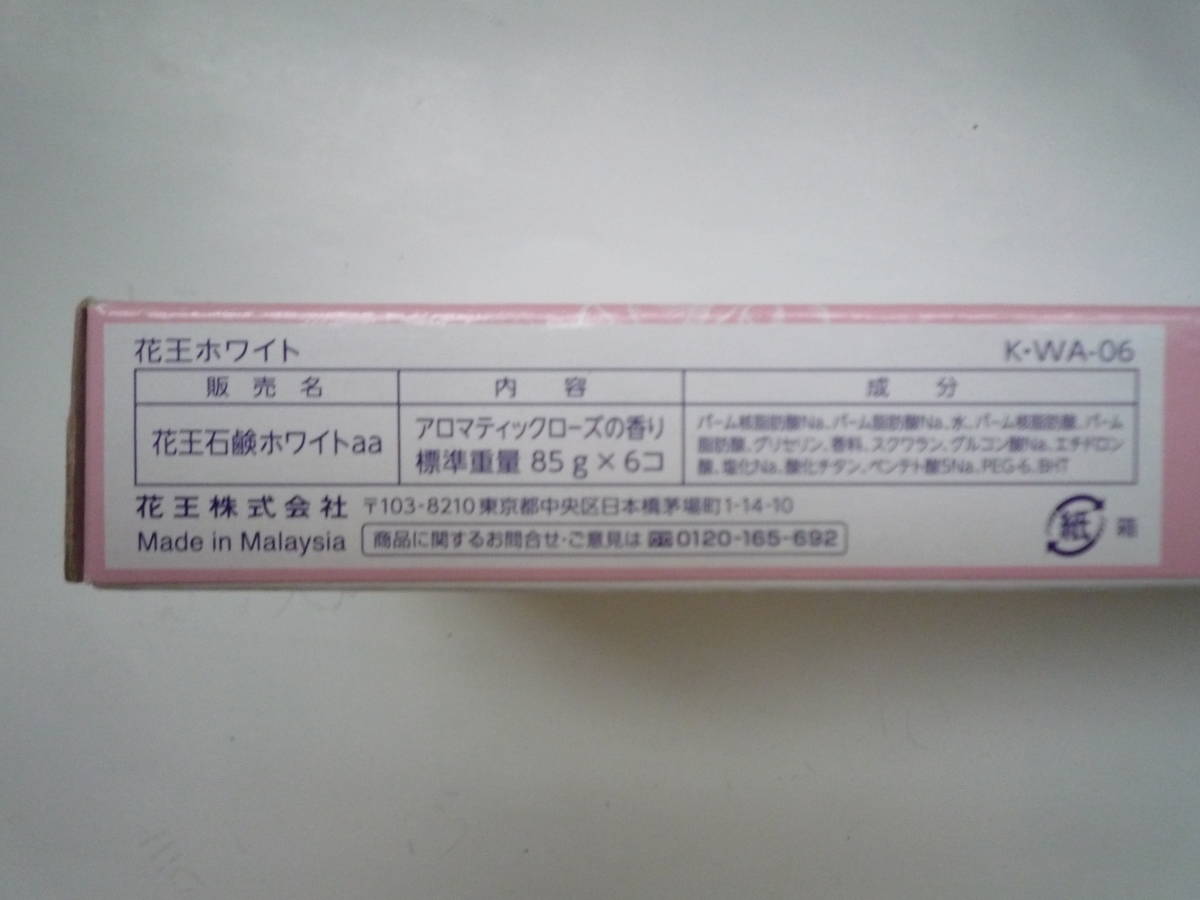 花王ホワイト
K・WA-06
販売名 内容 成分
花王石鹸ホワイトaa
アロマティックローズの香り
標準重量 85g×6コ
パーム核脂肪酸Na、パーム脂肪酸Na、水、パーム核脂肪酸、パーム
脂肪酸、グリセリン、香料、スクワラン、グルコン酸Na、エチドロン
酸、塩化Na、酸化チタン、ペンテト酸5Na、PEG-6、BHT
花王株式会社 〒103-8210 東京都中央区日本橋茅場町1-14-10
Made in Malaysia 商品に関するお問合せ・ご意見は 0120-165-692
紙 箱